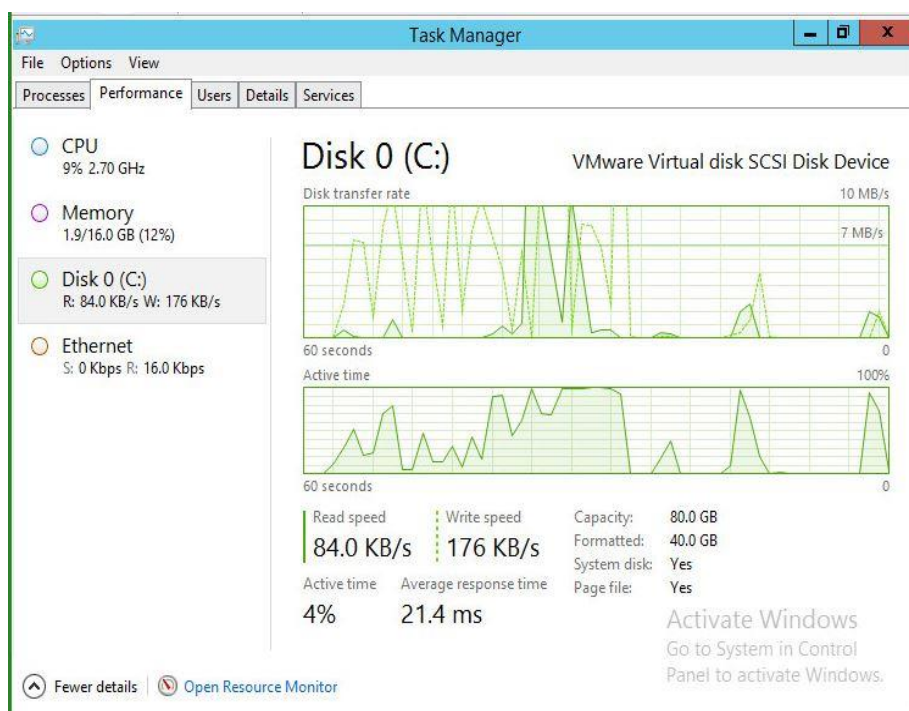 Task Manager
File Options View
Processes Performance Users Details Services
CPU
9% 2.70 GHz
Memory
1.9/16.0 GB (12%)
Disk 0 (C:)
R: 84.0 KB/s W: 176 KB/s
Ethernet
S: 0 Kbps R: 16.0 Kbps
Disk 0 (C:) VMware Virtual disk SCSI Disk Device
Disk transfer rate 10 MB/s
7 MB/s
60 seconds 0
Active time 100%
60 seconds 0
Read speed Write speed
84.0 KB/s 176 KB/s
Active time Average response time
4% 21.4 ms
Capacity: 80.0 GB
Formatted: 40.0 GB
System disk: Yes
Page file: Yes
Activate Windows
Go to System in Control
Panel to activate Windows.
Fewer details Open Resource Monitor